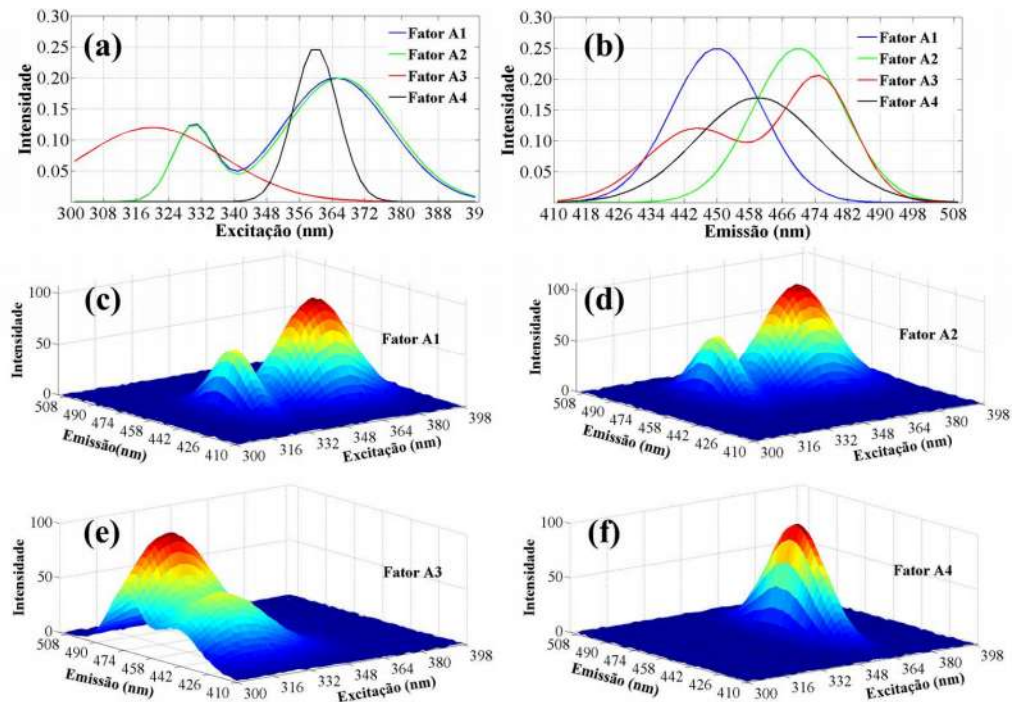 (a)
0.30
0.25
0.20
0.15
0.10
0.05
Intensidade
Fator A1
Fator A2
Fator A3
Fator A4
300 308 316 324 332 340 348 356 364 372 380 388 39
Excitação (nm)
(b)
0.30
0.25
0.20
0.15
0.10
0.05
Intensidade
Fator A1
Fator A2
Fator A3
Fator A4
410 418 426 434 442 450 458 466 474 482 490 498 508
Emissão (nm)
(c)
100
50
0
Intensidade
Fator A1
508 490 474 458 442 426 410
Emissão(nm)
300 316 332 348 364 380 398
Excitação (nm)
(d)
100
50
0
Intensidade
Fator A2
508 490 474 458 442 426 410
Emissão (nm)
300 316 332 348 364 380 398
Excitação (nm)
(e)
100
50
0
Intensidade
Fator A3
508 490 474 458 442 426 410
Emissão (nm)
300 316 332 348 364 380 398
Excitação (nm)
(f)
100
50
0
Intensidade
Fator A4
508 490 474 458 442 426 410
Emissão (nm)
300 316 332 348 364 380 398
Excitação (nm)